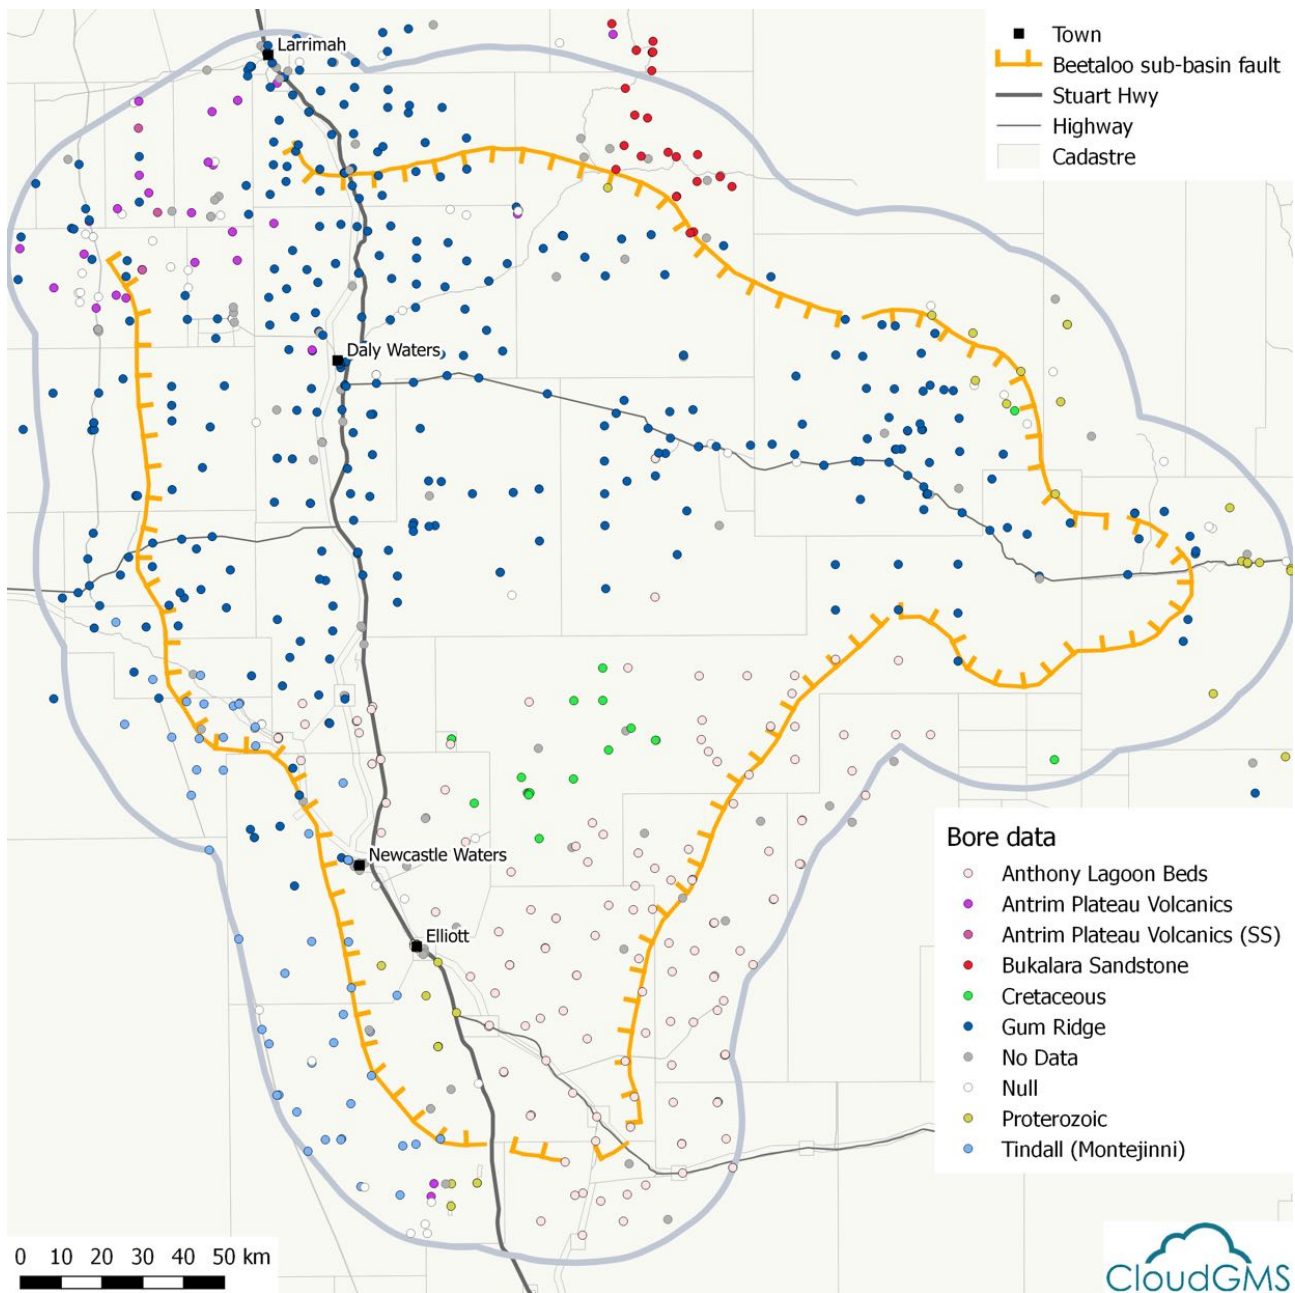 Town
Beetaloo sub-basin fault
Stuart Hwy
Highway
Cadastre
Larrimah
Daly Waters
Newcastle Waters
Elliott
Bore data
Anthony Lagoon Beds
Antrim Plateau Volcanics
Antrim Plateau Volcanics (SS)
Bukalara Sandstone
Cretaceous
Gum Ridge
No Data
Null
Proterozoic
Tindall (Montejinni)
0 10 20 30 40 50 km
CloudGMS